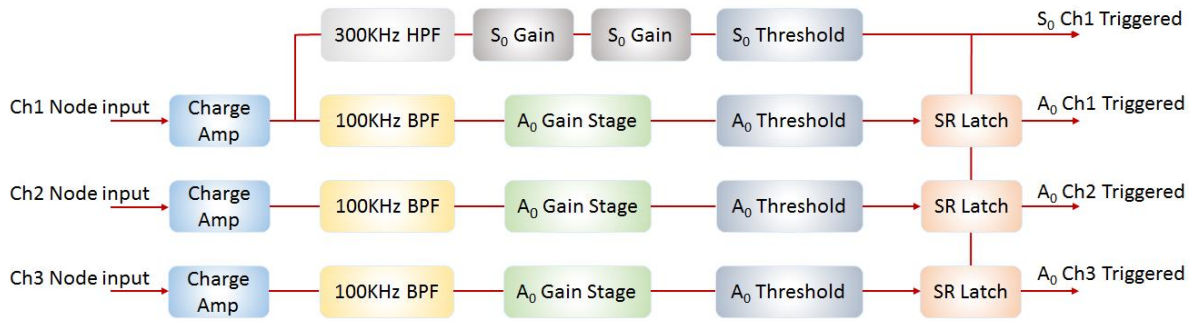 300KHz HPF
S₀ Gain
S₀ Gain
S₀ Threshold
S₀ Ch1 Triggered
Ch1 Node input
Charge
Amp
100KHz BPF
A₀ Gain Stage
A₀ Threshold
SR Latch
A₀ Ch1 Triggered
Ch2 Node input
Charge
Amp
100KHz BPF
A₀ Gain Stage
A₀ Threshold
SR Latch
A₀ Ch2 Triggered
Ch3 Node input
Charge
Amp
100KHz BPF
A₀ Gain Stage
A₀ Threshold
SR Latch
A₀ Ch3 Triggered